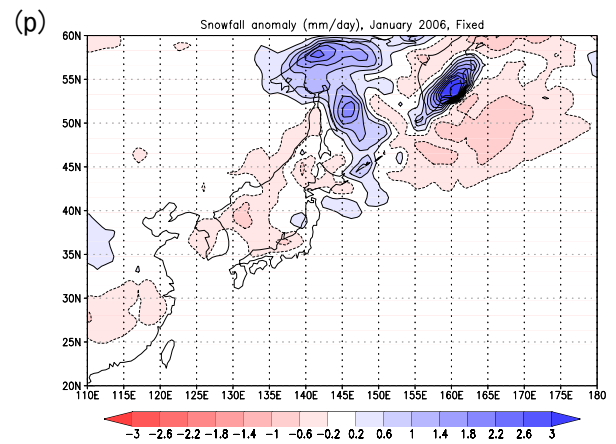 (p)
Snowfall anomaly (mm/day), January 2006, Fixed
60N
55N
50N
45N
40N
35N
30N
25N
20N
110E 115E 120E 125E 130E 135E 140E 145E 150E 155E 160E 165E 170E 175E 180
-3 -2.6 -2.2 -1.8 -1.4 -1 -0.6 -0.2 0.2 0.6 1 1.4 1.8 2.2 2.6 3